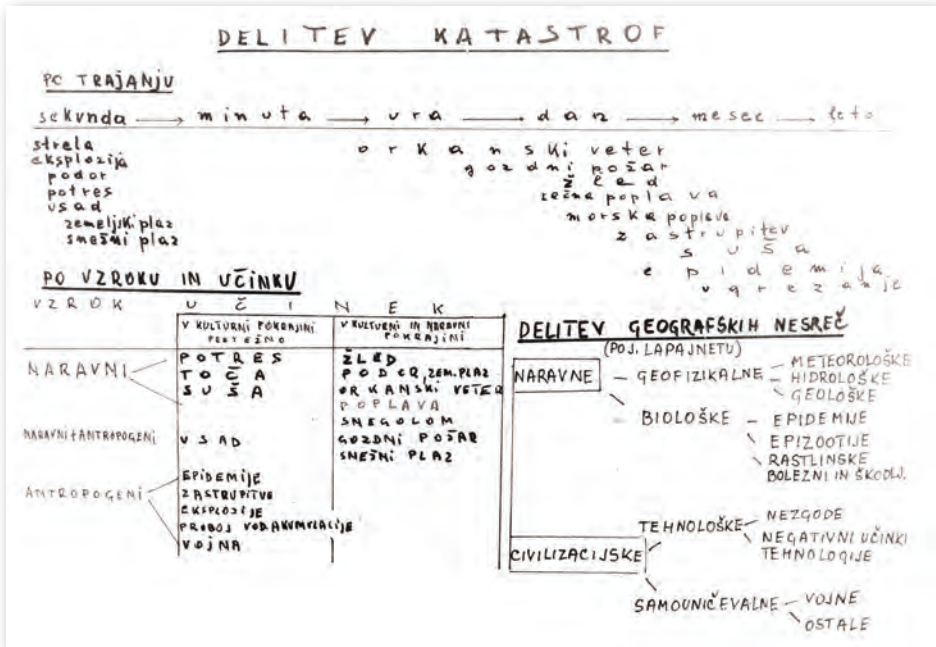 DELITEV KATASTROF
PO TRAJANJU
sekunda → minuta → ura → dan → mesec → leto
strela
eksplozija
podor
potres
usad
zemeljski plaz
snežni plaz
orkanski veter
gozdni požar
žled
rečna poplava
morska poplava
zastrupitev
suša
epidemija
ugrezanje
PO VZROKU IN UČINKU
VZROK UČINEK
V KULTURNI POKRAJINI PRETEŽNO
V KULTURNI IN NARAVNI POKRAJINI
NARAVNI
POTRES
TOČA
SUŠA
ŽLED
PODOR, ZEM. PLAZ
ORKANSKI VETER
POPLAVA
SNEGOLOM
NARAVNI + ANTROPOGENI
USAD
GOZDNI POŽAR
SNEŽNI PLAZ
ANTROPOGENI
EPIDEMIJE
ZASTRUPITVE
EKSPLOZIJE
PREBOJ VOD. AKUMULACIJE
VOJNA
DELITEV GEOGRAFSKIH NESREČ
(POJ. LAPAJNETU)
NARAVNE
GEOFIZIKALNE
METEOROLOŠKE
HIDROLOŠKE
GEOLOŠKE
BIOLOŠKE
EPIDEMIJE
EPIZOOTIJE
RASTLINSKE
BOLEZNI IN ŠKODLJ.
CIVILIZACIJSKE
TEHNOLOŠKE
NEZGODE
NEGATIVNI UČINKI
TEHNOLOGIJE
SAMOUNIČEVALNE
VOJNE
OSTALE